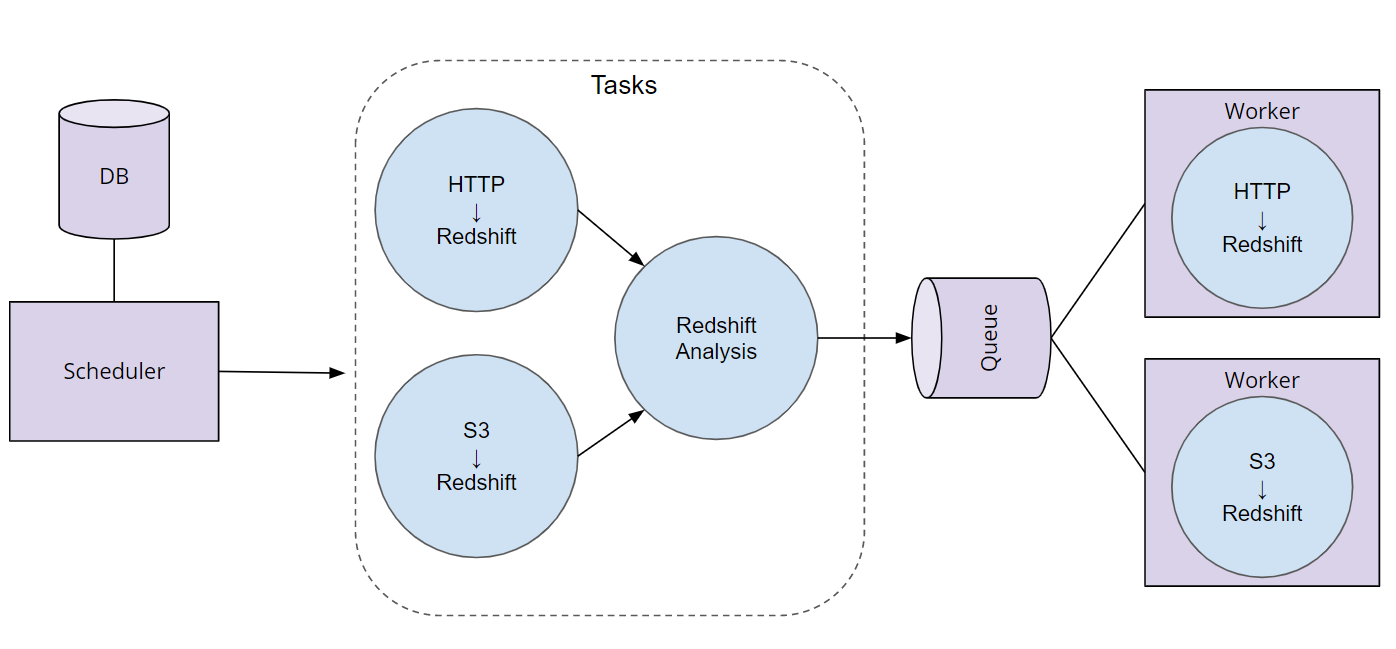 Tasks
DB
Scheduler
HTTP
↓
Redshift
S3
↓
Redshift
Redshift
Analysis
Queue
Worker
HTTP
↓
Redshift
Worker
S3
↓
Redshift